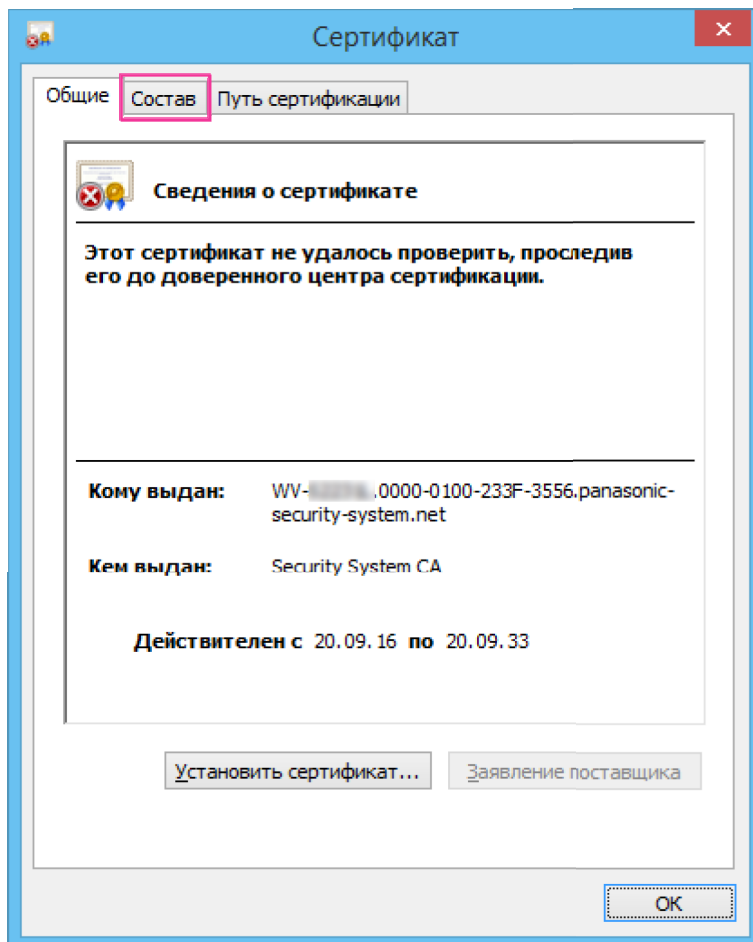 Сертификат
Общие Состав Путь сертификации
Сведения о сертификате
Этот сертификат не удалось проверить, проследив
его до доверенного центра сертификации.
Кому выдан: WV- .0000-0100-233F-3556.panasonic-
security-system.net
Кем выдан: Security System CA
Действителен с 20.09.16 по 20.09.33
Установить сертификат... Заявление поставщика
ОК